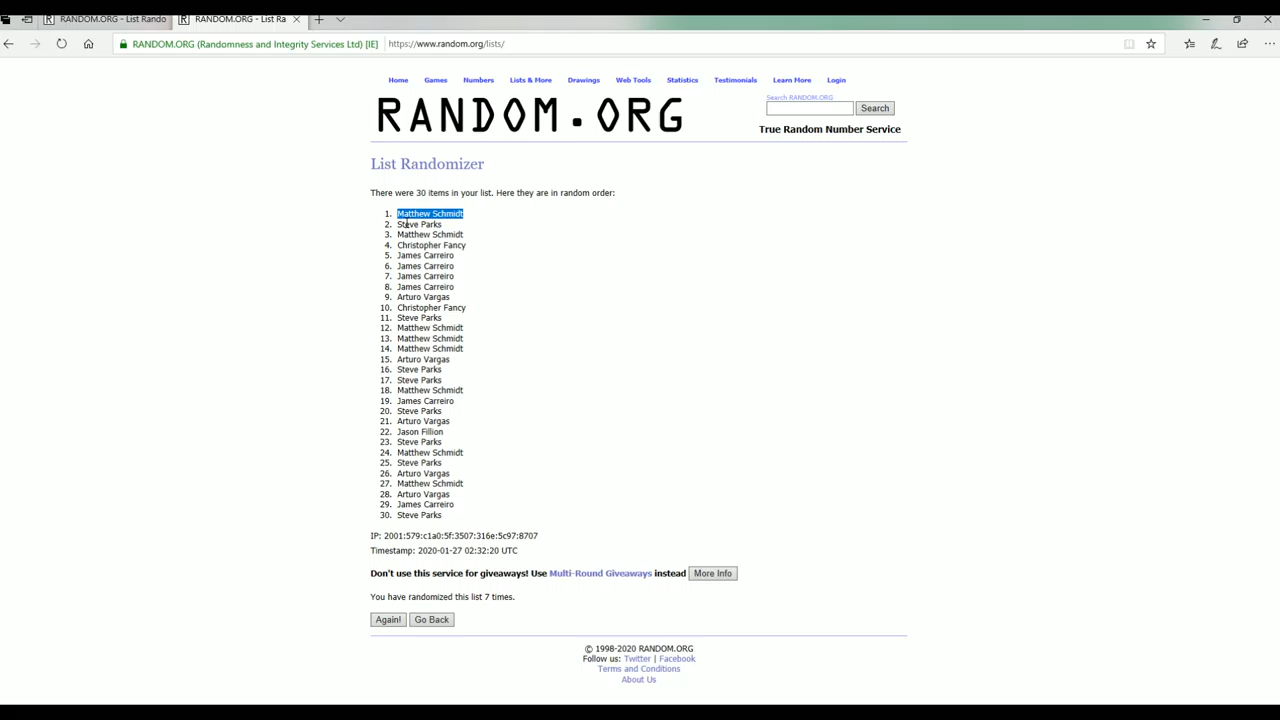 RANDOM.ORG - List Rando
RANDOM.ORG - List Ra
RANDOM.ORG (Randomness and Integrity Services Ltd) [IE]
https://www.random.org/lists/
Home Games Numbers Lists & More Drawings Web Tools Statistics Testimonials Learn More Login
RANDOM.ORG
Search RANDOM.ORG
Search
True Random Number Service
List Randomizer
There were 30 items in your list. Here they are in random order:
1. Matthew Schmidt
2. Steve Parks
3. Matthew Schmidt
4. Christopher Fancy
5. James Carreiro
6. James Carreiro
7. James Carreiro
8. James Carreiro
9. Arturo Vargas
10. Christopher Fancy
11. Steve Parks
12. Matthew Schmidt
13. Matthew Schmidt
14. Matthew Schmidt
15. Arturo Vargas
16. Steve Parks
17. Steve Parks
18. Matthew Schmidt
19. James Carreiro
20. Steve Parks
21. Arturo Vargas
22. Jason Fillion
23. Steve Parks
24. Matthew Schmidt
25. Steve Parks
26. Arturo Vargas
27. Matthew Schmidt
28. Arturo Vargas
29. James Carreiro
30. Steve Parks
IP: 2001:579:c1a0:5f:3507:316e:5c97:8707
Timestamp: 2020-01-27 02:32:20 UTC
Don't use this service for giveaways! Use Multi-Round Giveaways instead More Info
You have randomized this list 7 times.
Again! Go Back
© 1998-2020 RANDOM.ORG
Follow us: Twitter | Facebook
Terms and Conditions
About Us